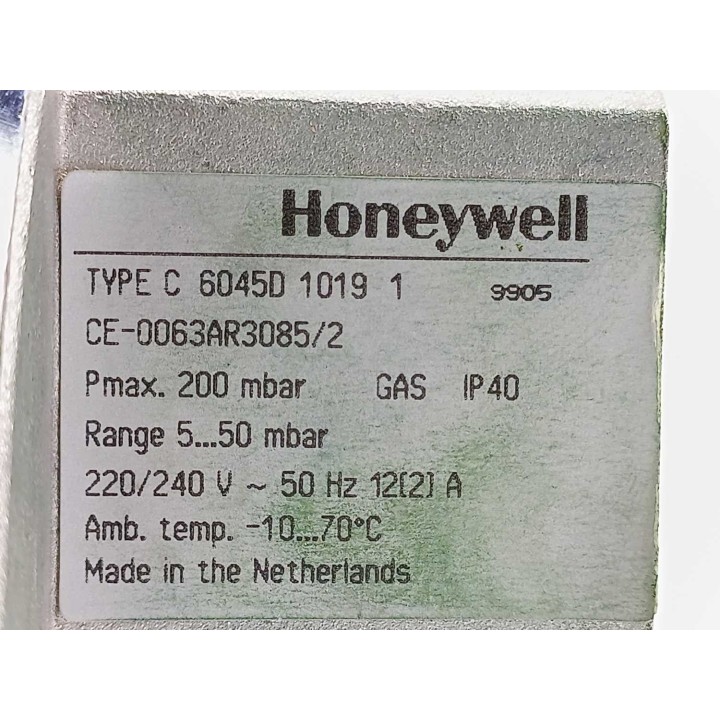 Honeywell
TYPE C 6045D 1019 1 9905
CE-0063AR3085/2
Pmax. 200 mbar GAS IP40
Range 5...50 mbar
220/240 V ~ 50 Hz 12(2) A
Amb. temp. -10...70°C
Made in the Netherlands